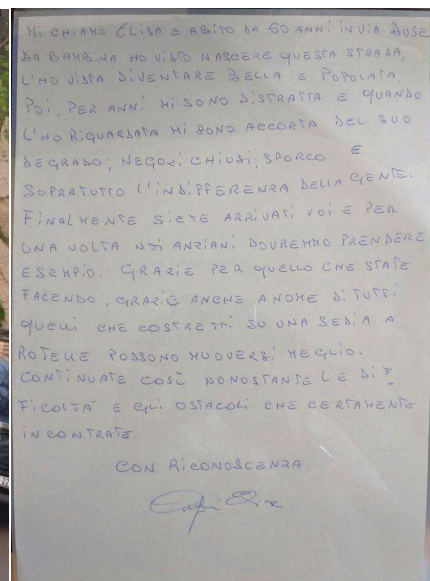 MI CHIAMO ELISA E ABITO DA 60 ANNI IN VIA DUSE
DA BAMBINA HO VISTO NASCERE QUESTA STRADA,
L'HO VISTA DIVENTARE BELLA E POPOLATA,
POI, PER ANNI MI SONO DISTRATTA E QUANDO
L'HO RIGUARDATA MI SONO ACCORTA DEL SUO
DEGRADO; NEGOZI CHIUSI, SPORCO E
SOPRATUTTO L'INDIFFERENZA DELLA GENTE.
FINALMENTE SIETE ARRIVATI VOI E PER
UNA VOLTA NOI ANZIANI DOVREMMO PRENDERE
ESEMPIO. GRAZIE PER QUELLO CHE STATE
FACENDO, GRAZIE ANCHE A NOME DI TUTTI
QUELLI CHE COSTRETTI SU UNA SEDIA A
ROTELLE POSSONO MUOVERSI MEGLIO.
CONTINUATE COSÌ NONOSTANTE LE DIF
FICOLTÀ E GLI OSTACOLI CHE CERTAMENTE
INCONTRATE
CON RICONOSCENZA